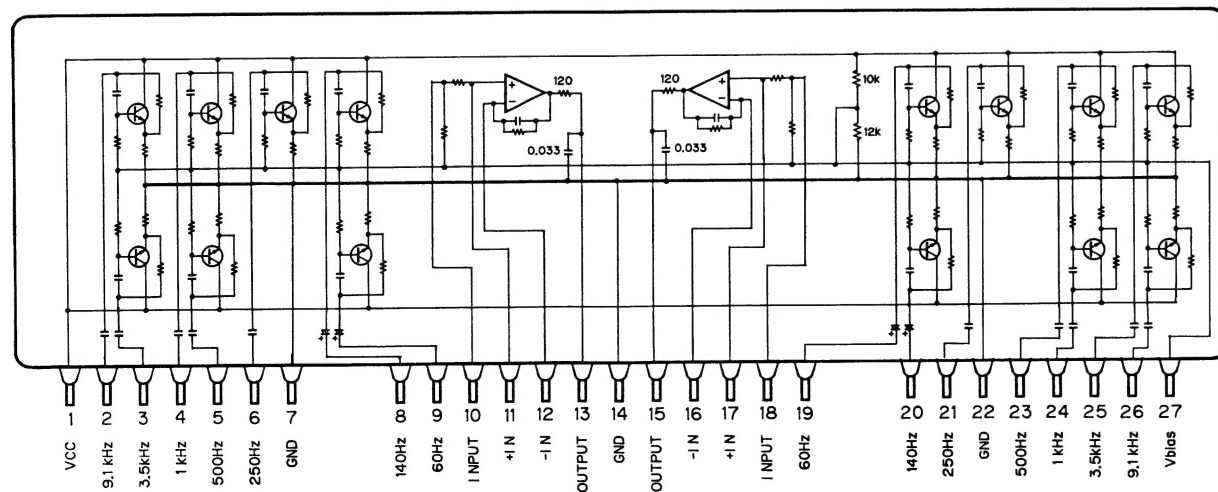 120
0.033
120
0.033
10k
12k
1 VCC
2 9.1 kHz
3 3.5kHz
4 1 kHz
5 500Hz
6 250Hz
7 GND
8 140Hz
9 60Hz
10 INPUT
11 +IN
12 -IN
13 OUTPUT
14 GND
15 OUTPUT
16 -IN
17 +IN
18 INPUT
19 60Hz
20 140Hz
21 250Hz
22 GND
23 500Hz
24 1 kHz
25 3.5kHz
26 9.1 kHz
27 Vbias